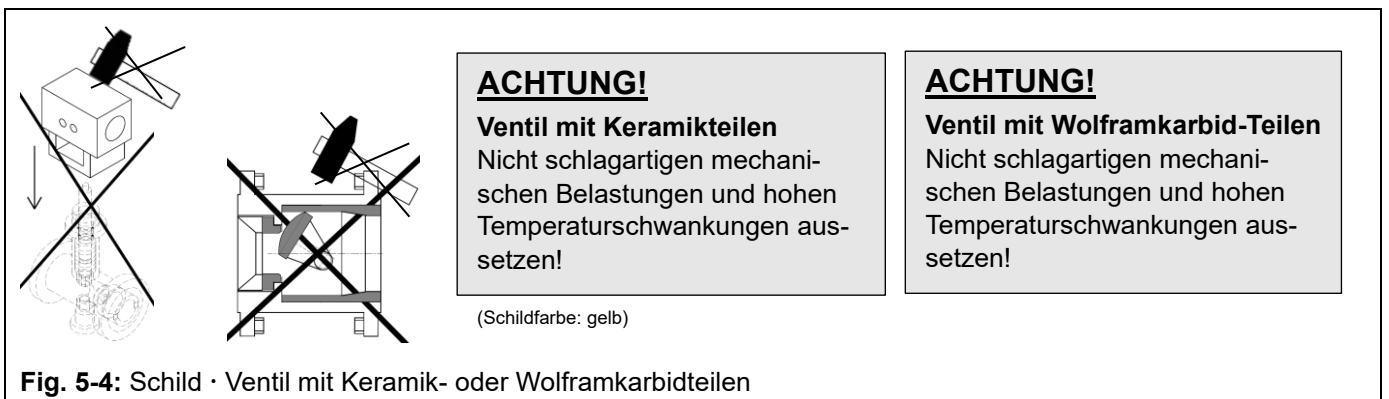 ACHTUNG!
Ventil mit Keramikteilen
Nicht schlagartigen mechani-
schen Belastungen und hohen
Temperaturschwankungen aus-
setzen!
(Schildfarbe: gelb)
ACHTUNG!
Ventil mit Wolframkarbid-Teilen
Nicht schlagartigen mechani-
schen Belastungen und hohen
Temperaturschwankungen aus-
setzen!
Fig. 5-4: Schild · Ventil mit Keramik- oder Wolframkarbidteilen